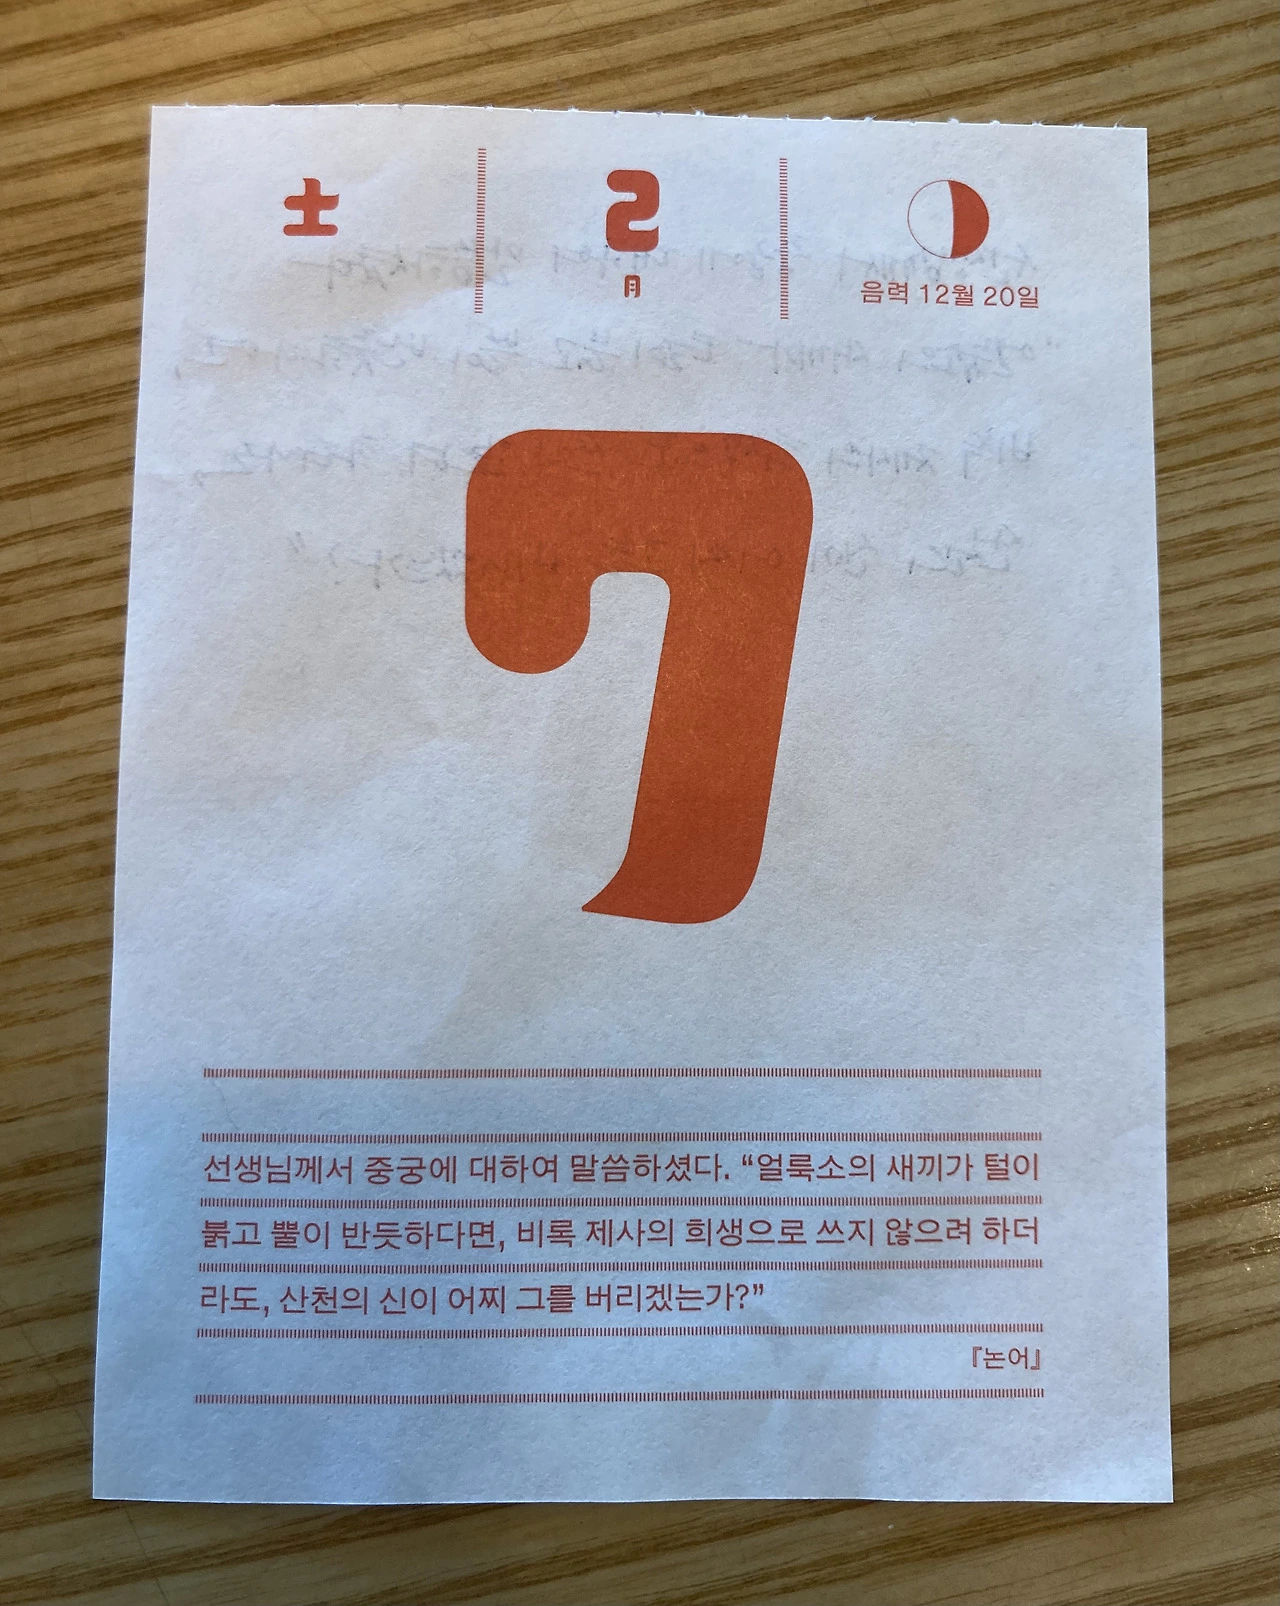 土
2
月
음력 12월 20일
7
선생님께서 중궁에 대하여 말씀하셨다. “얼룩소의 새끼가 털이
붉고 뿔이 반듯하다면, 비록 제사의 희생으로 쓰지 않으려 하더
라도, 산천의 신이 어찌 그를 버리겠는가?”
『논어』